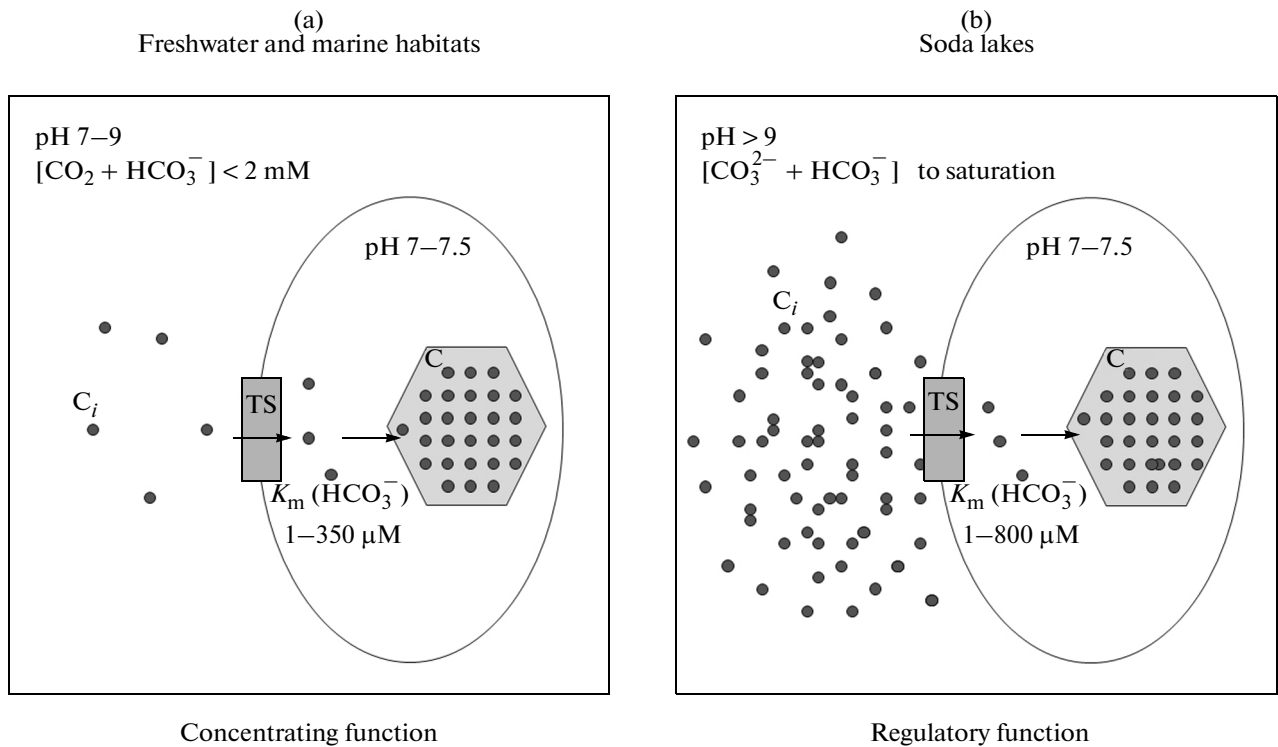 (a)
Freshwater and marine habitats
pH 7–9
[CO₂ + HCO₃⁻] < 2 mM
pH 7–7.5
Cᵢ
TS
C
Kₘ (HCO₃⁻)
1–350 μM
Concentrating function
(b)
Soda lakes
pH > 9
[CO₃²⁻ + HCO₃⁻] to saturation
pH 7–7.5
Cᵢ
TS
C
Kₘ (HCO₃⁻)
1–800 μM
Regulatory function